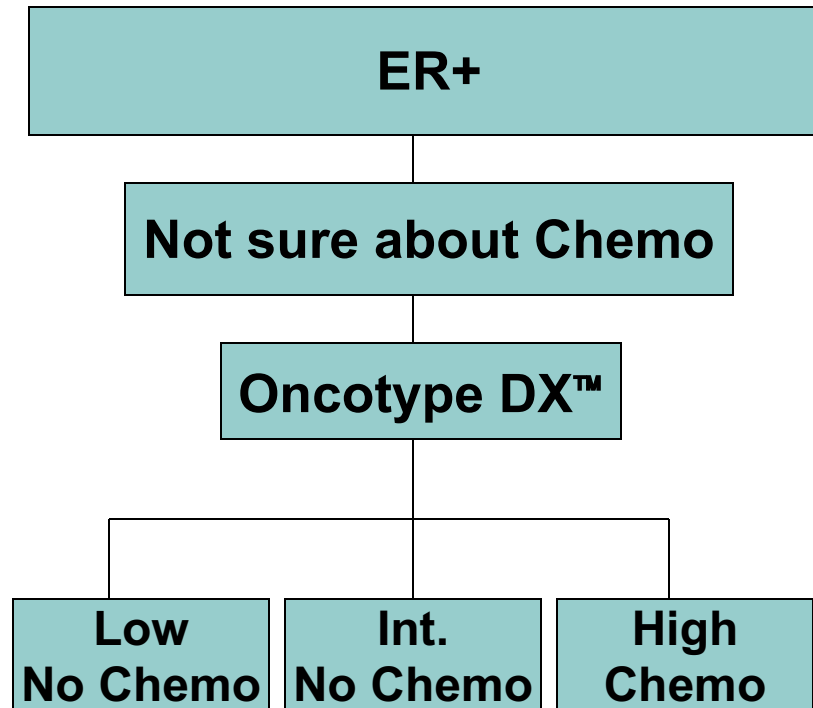 ER+
Not sure about Chemo
Oncotype DX™
Low
No Chemo
Int.
No Chemo
High
Chemo